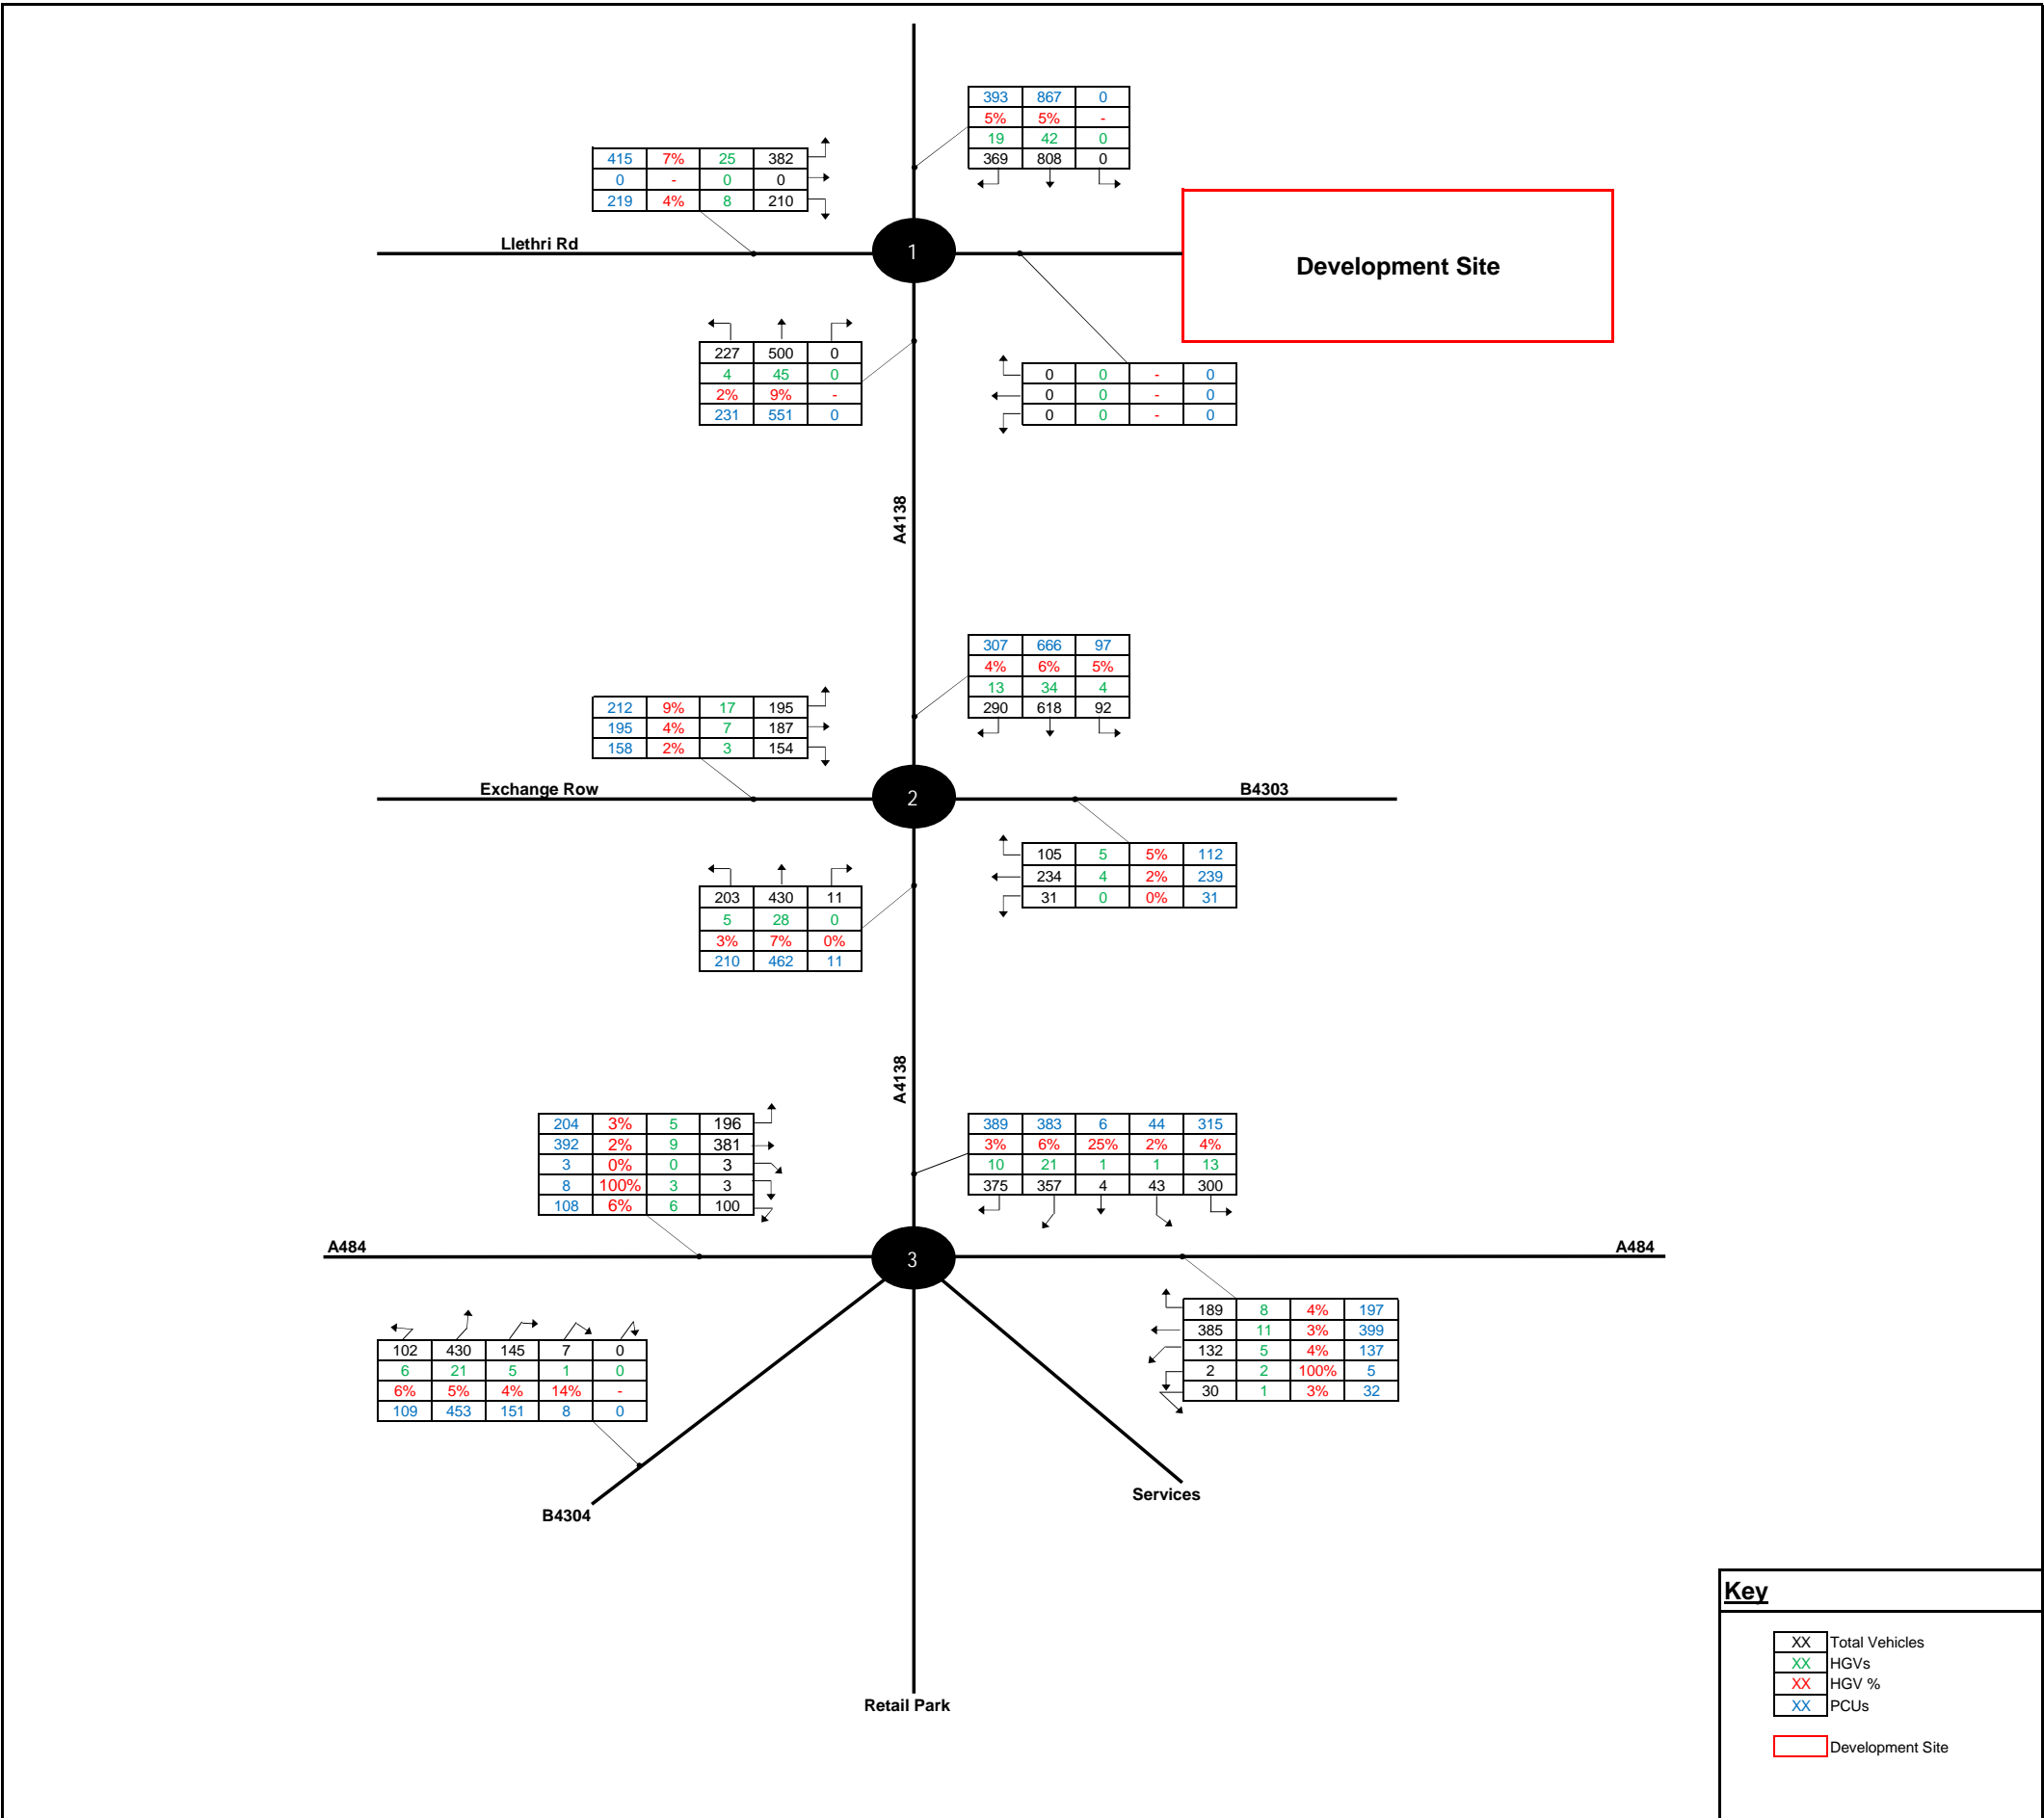 393 867 0
5% 5% -
19 42 0
369 808 0
415 7% 25 382
0 - 0 0
219 4% 8 210
Llethri Rd
1
Development Site
227 500 0
4 45 0
2% 9% -
231 551 0
0 0 - 0
0 0 - 0
0 0 - 0
A4138
307 666 97
4% 6% 5%
13 34 4
290 618 92
212 9% 17 195
195 4% 7 187
158 2% 3 154
Exchange Row
2
B4303
105 5 5% 112
234 4 2% 239
31 0 0% 31
203 430 11
5 28 0
3% 7% 0%
210 462 11
A4138
204 3% 5 196
392 2% 9 381
3 0% 0 3
8 100% 3 3
108 6% 6 100
389 383 6 44 315
3% 6% 25% 2% 4%
10 21 1 1 13
375 357 4 43 300
A484
3
A484
189 8 4% 197
385 11 3% 399
132 5 4% 137
2 2 100% 5
30 1 3% 32
102 430 145 7 0
6 21 5 1 0
6% 5% 4% 14% -
109 453 151 8 0
Services
B4304
Retail Park
Key
XX Total Vehicles
XX HGVs
XX HGV %
XX PCUs
Development Site